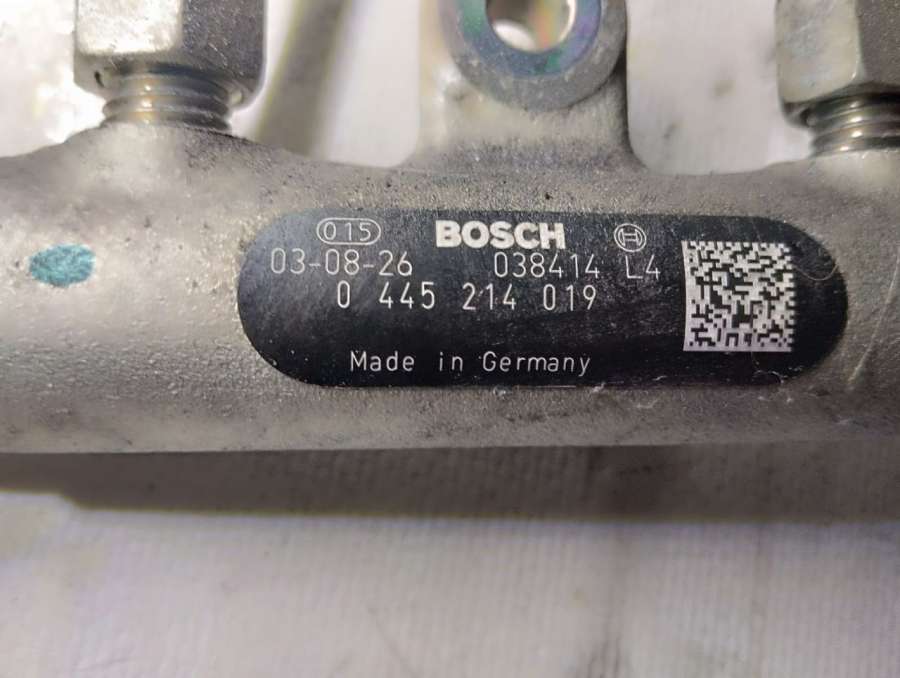 015 BOSCH
03-08-26 038414 L4
0 445 214 019
Made in Germany